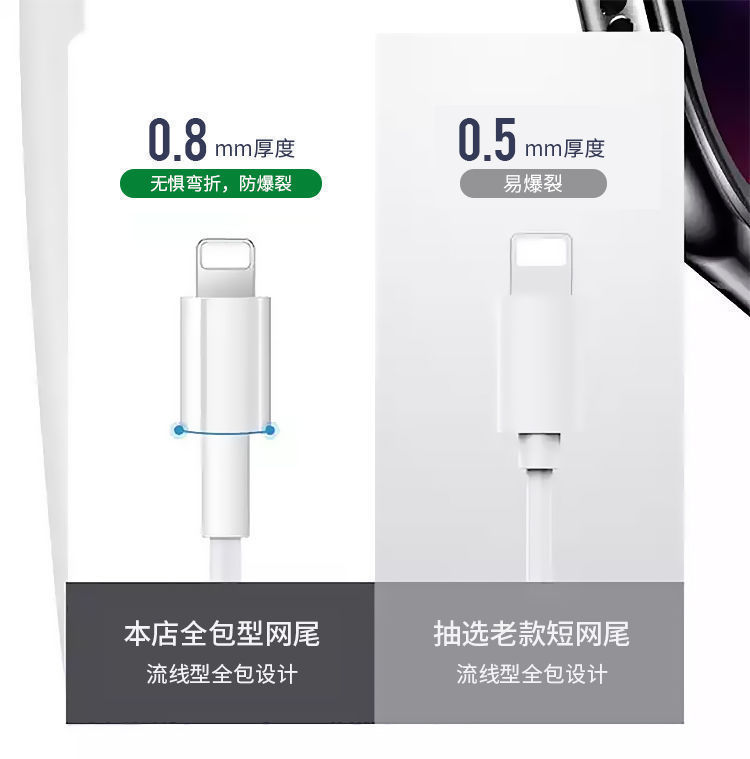 0.8 mm厚度
无惧弯折，防爆裂
本店全包型网尾
流线型全包设计
0.5 mm厚度
易爆裂
抽选老款短网尾
流线型全包设计